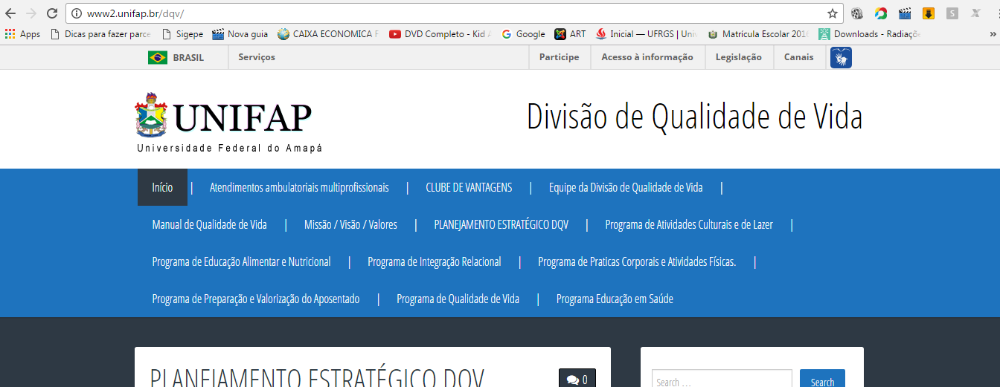 www2.unifap.br/dqv/
Apps Dicas para fazer parce Sigepe Nova guia CAIXA ECONOMICA F DVD Completo - Kid A Google ART Inicial — UFRGS | Uni Matrícula Escolar 2016 Downloads - Radiaçõe »
BRASIL Serviços Participe Acesso à informação Legislação Canais
UNIFAP
Universidade Federal do Amapá
Divisão de Qualidade de Vida
Início | Atendimentos ambulatoriais multiprofissionais | CLUBE DE VANTAGENS | Equipe da Divisão de Qualidade de Vida |
Manual de Qualidade de Vida | Missão / Visão / Valores | PLANEJAMENTO ESTRATÉGICO DQV | Programa de Atividades Culturais e de Lazer |
Programa de Educação Alimentar e Nutricional | Programa de Integração Relacional | Programa de Praticas Corporais e Atividades Físicas. |
Programa de Preparação e Valorização do Aposentado | Programa de Qualidade de Vida | Programa Educação em Saúde
PLANEJAMENTO ESTRATÉGICO DQV 0
Search ... Search